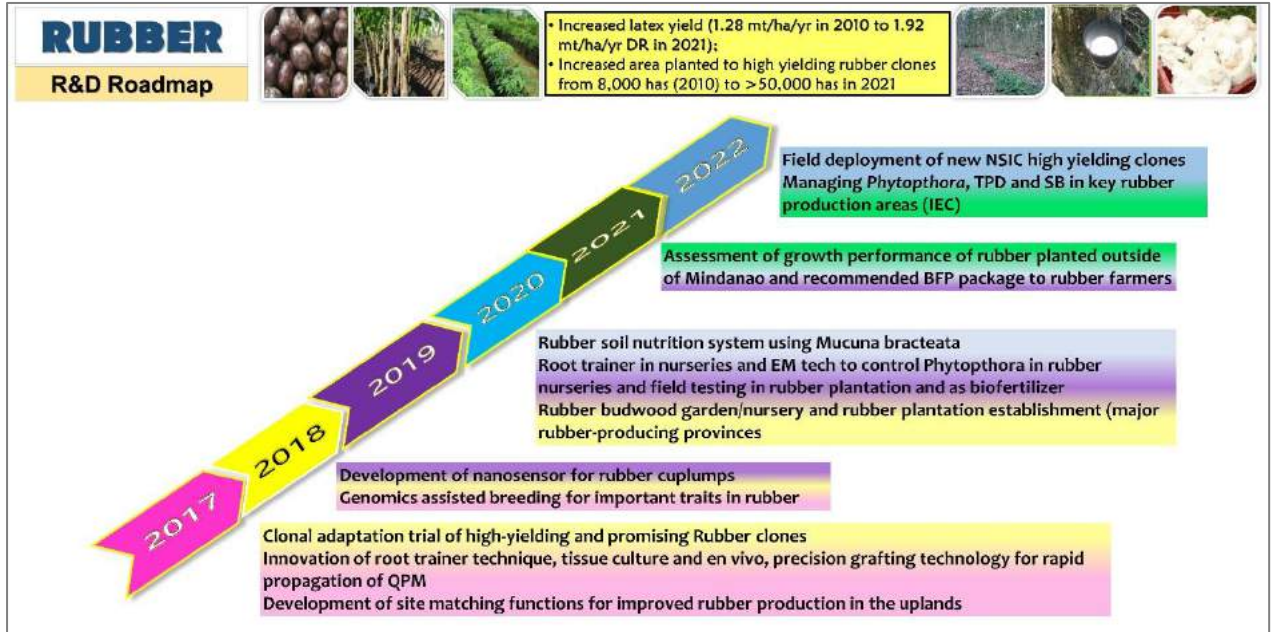 RUBBER
R&D Roadmap
• Increased latex yield (1.28 mt/ha/yr in 2010 to 1.92
mt/ha/yr DR in 2021);
• Increased area planted to high yielding rubber clones
from 8,000 has (2010) to >50,000 has in 2021
2022
Field deployment of new NSIC high yielding clones
Managing Phytopthora, TPD and SB in key rubber
production areas (IEC)
2021
Assessment of growth performance of rubber planted outside
of Mindanao and recommended BFP package to rubber farmers
2020
Rubber soil nutrition system using Mucuna bracteata
Root trainer in nurseries and EM tech to control Phytopthora in rubber
nurseries and field testing in rubber plantation and as biofertilizer
Rubber budwood garden/nursery and rubber plantation establishment (major
rubber-producing provinces
2019
2018
Development of nanosensor for rubber cuplumps
Genomics assisted breeding for important traits in rubber
2017
Clonal adaptation trial of high-yielding and promising Rubber clones
Innovation of root trainer technique, tissue culture and en vivo, precision grafting technology for rapid
propagation of QPM
Development of site matching functions for improved rubber production in the uplands